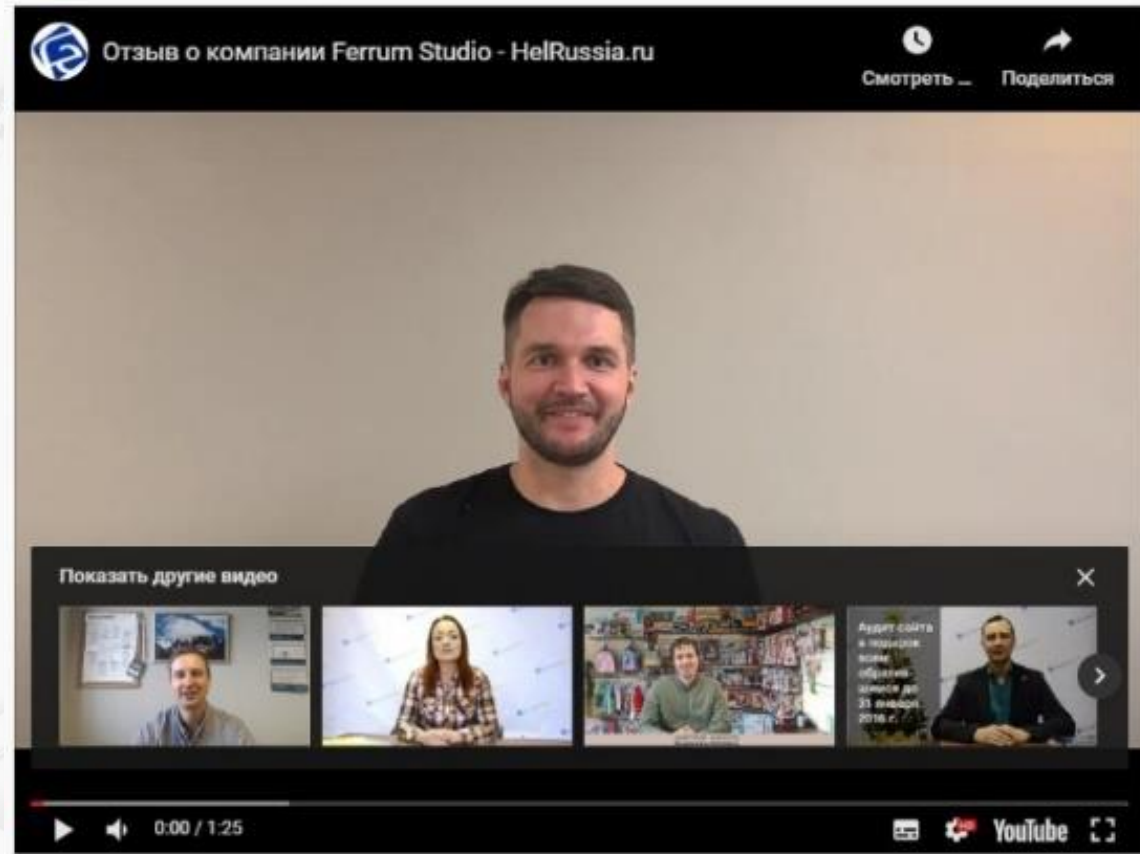 Отзыв о компании Ferrum Studio - HelRussia.ru
Смотреть ...
Поделиться
Показать другие видео
Аудит сайта
в подарок
всем
обратив-
шимся до
31 января
2016 г.
0:00 / 1:25
HD
YouTube